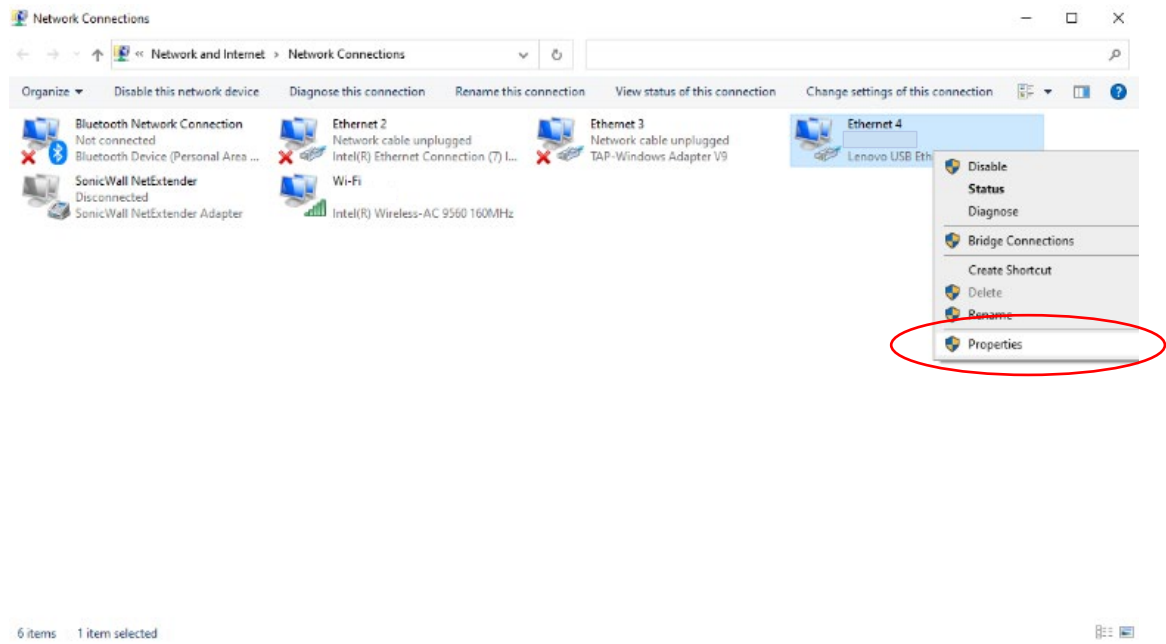 Network Connections
« Network and Internet > Network Connections
Organize Disable this network device Diagnose this connection Rename this connection View status of this connection Change settings of this connection
Bluetooth Network Connection
Not connected
Bluetooth Device (Personal Area ...
Ethernet 2
Network cable unplugged
Intel(R) Ethernet Connection (7) I...
Ethernet 3
Network cable unplugged
TAP-Windows Adapter V9
Ethernet 4
Lenovo USB Eth
SonicWall NetExtender
Disconnected
SonicWall NetExtender Adapter
Wi-Fi
Intel(R) Wireless-AC 9560 160MHz
Disable
Status
Diagnose
Bridge Connections
Create Shortcut
Delete
Rename
Properties
6 items 1 item selected